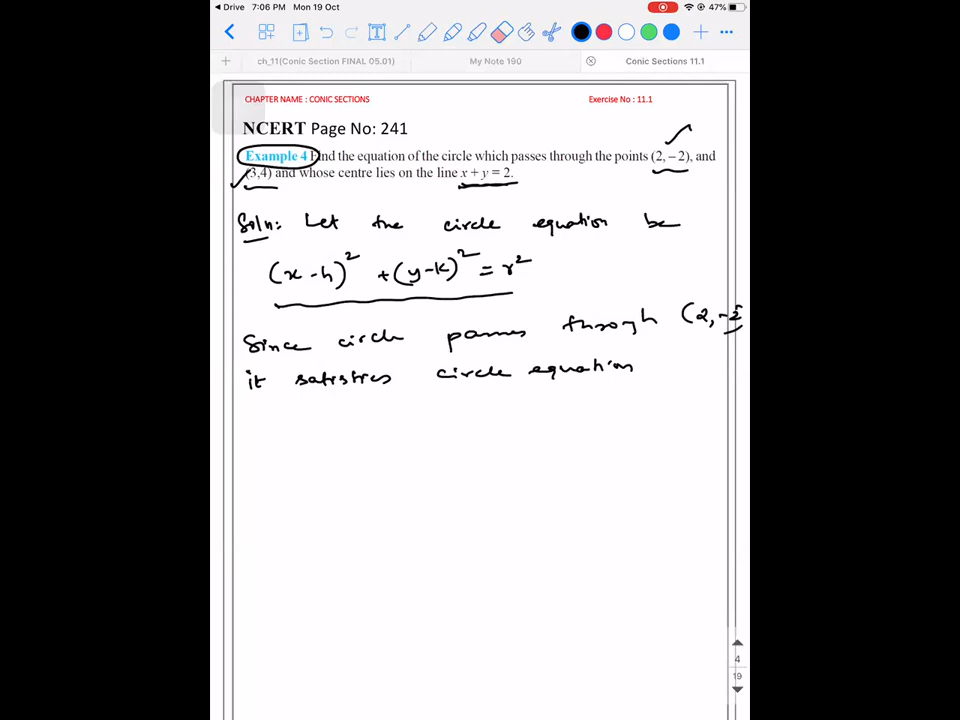 Drive 7:06 PM Mon 19 Oct 47%
ch_11(Conic Section FINAL 05.01) My Note 190 Conic Sections 11.1
CHAPTER NAME : CONIC SECTIONS Exercise No : 11.1
NCERT Page No: 241
Example 4 Find the equation of the circle which passes through the points (2, – 2), and
(3,4) and whose centre lies on the line x + y = 2.
Soln: Let the circle equation be
(x-h)² + (y-k)² = r²
Since circle passes through (2, -2
it satisfies circle equation
4
19